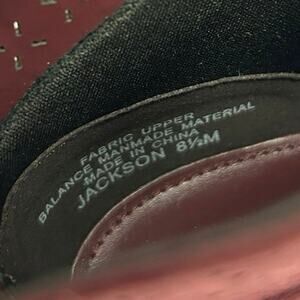 FABRIC UPPER
BALANCE MANMADE MATERIAL
MADE IN CHINA
JACKSON 8½M